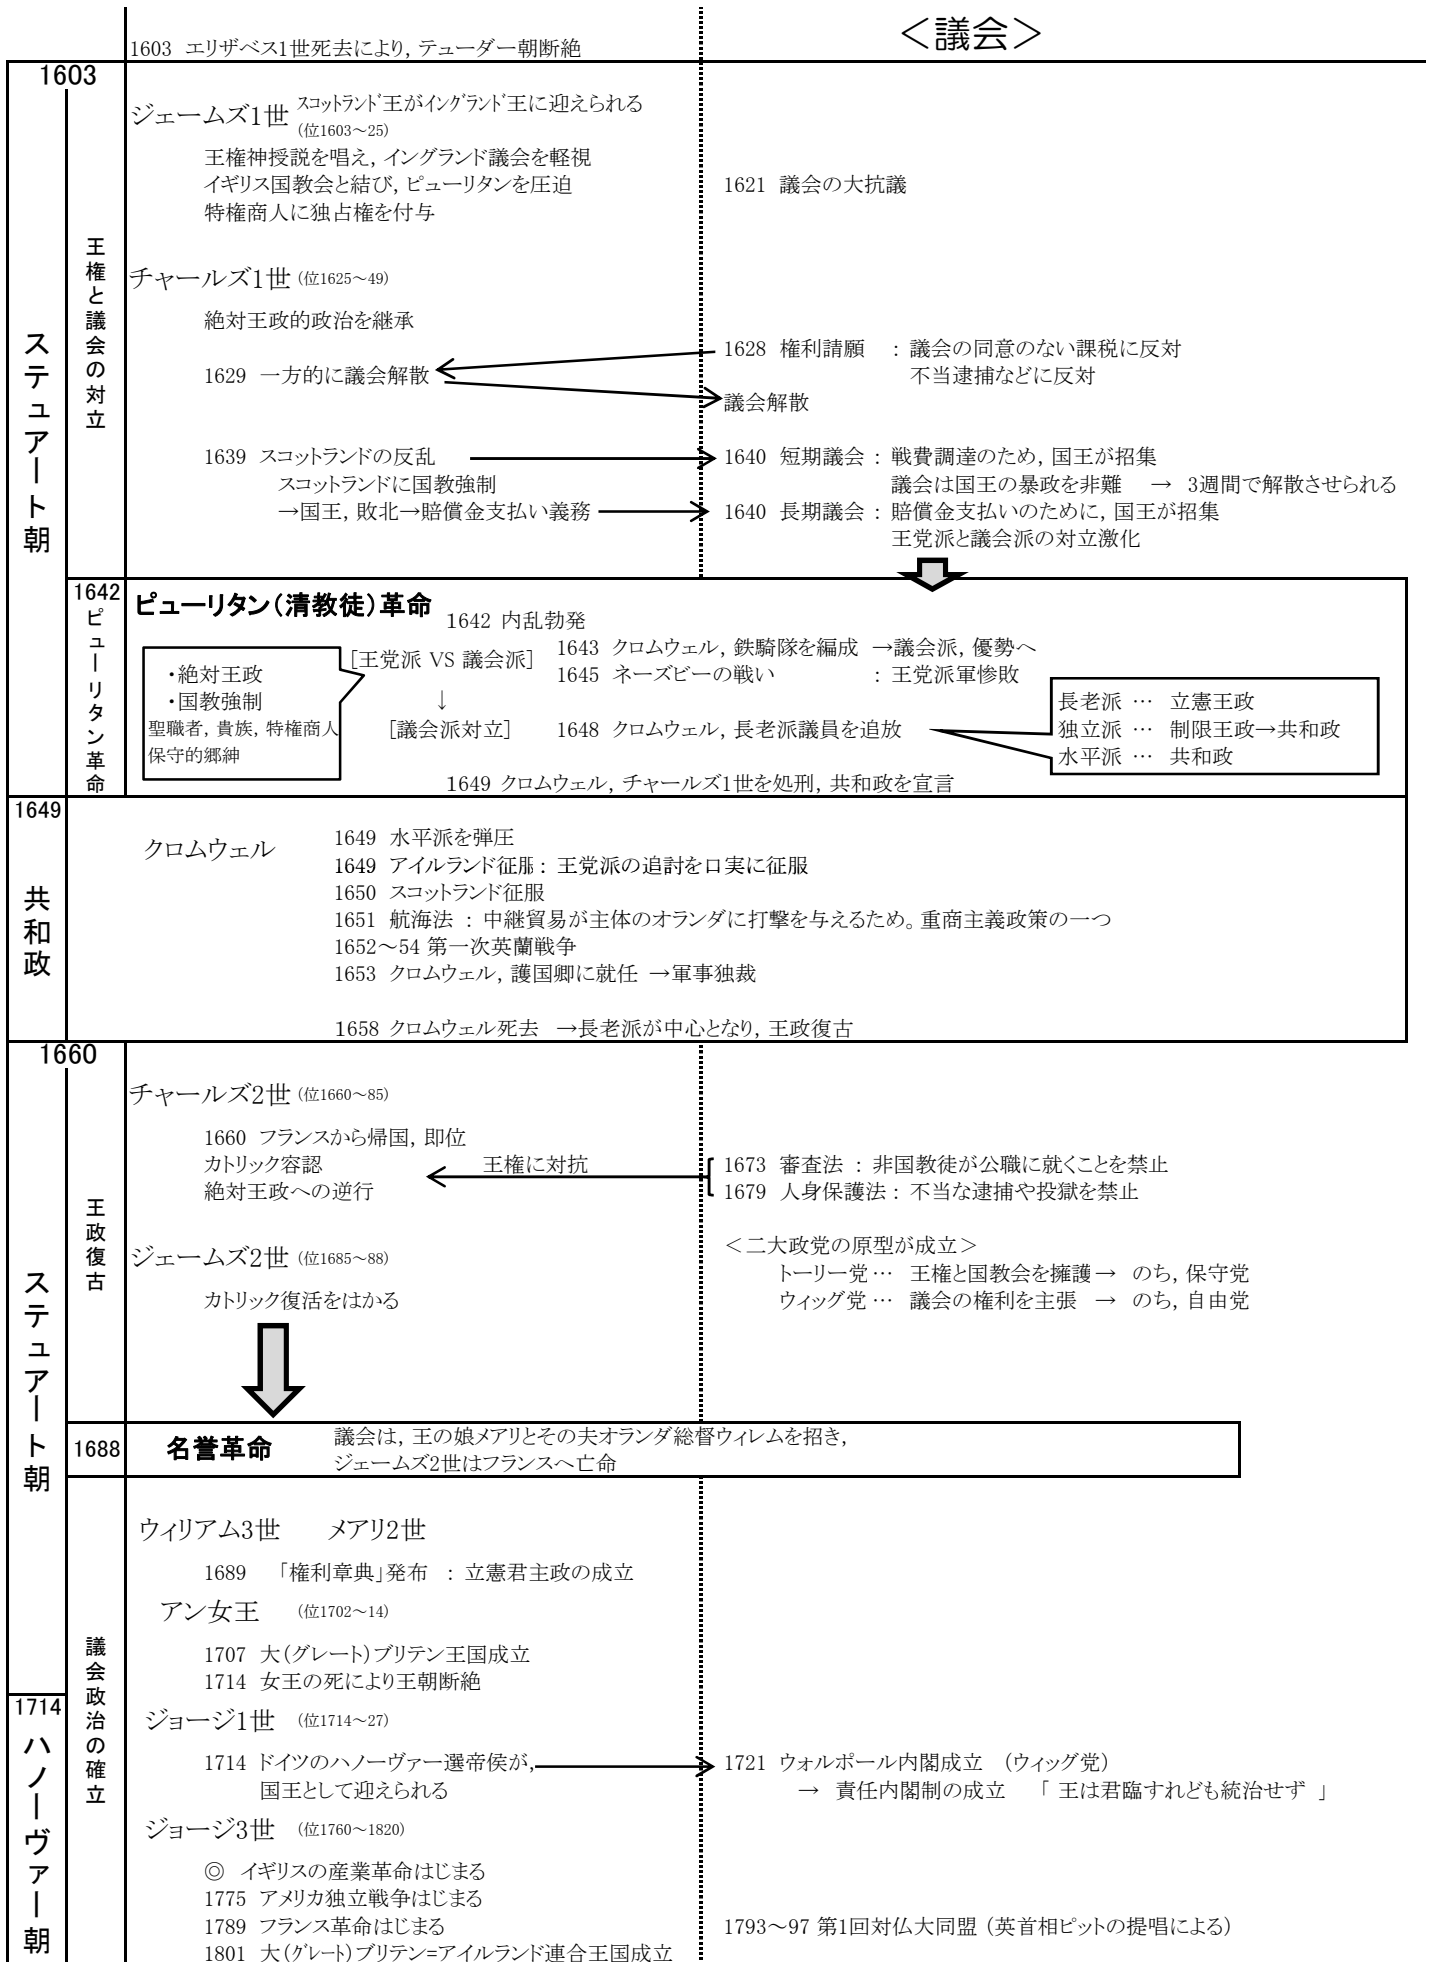 ＜議会＞
1603 エリザベス1世死去により，テューダー朝断絶
1603
ステュアート朝
王権と議会の対立
ジェームズ1世 スコットランド王がイングランド王に迎えられる
（位1603～25）
王権神授説を唱え，イングランド議会を軽視
イギリス国教会と結び，ピューリタンを圧迫
1621 議会の大抗議
特権商人に独占権を付与
チャールズ1世（位1625～49）
絶対王政的政治を継承
1628 権利請願 ：議会の同意のない課税に反対
不当逮捕などに反対
1629 一方的に議会解散
議会解散
1639 スコットランドの反乱
1640 短期議会：戦費調達のため，国王が招集
スコットランドに国教強制
議会は国王の暴政を非難 → 3週間で解散させられる
→国王，敗北→賠償金支払い義務
1640 長期議会：賠償金支払いのために，国王が招集
王党派と議会派の対立激化
1642
ピューリタン革命
ピューリタン（清教徒）革命
1642 内乱勃発
1643 クロムウェル，鉄騎隊を編成 →議会派，優勢へ
［王党派 VS 議会派］
1645 ネーズビーの戦い ：王党派軍惨敗
・絶対王政
・国教強制
聖職者，貴族，特権商人
保守的郷紳
↓
［議会派対立］
1648 クロムウェル，長老派議員を追放
長老派 … 立憲王政
独立派 … 制限王政→共和政
水平派 … 共和政
1649 クロムウェル，チャールズ1世を処刑，共和政を宣言
1649
共和政
クロムウェル
1649 水平派を弾圧
1649 アイルランド征服：王党派の追討を口実に征服
1650 スコットランド征服
1651 航海法 ：中継貿易が主体のオランダに打撃を与えるため。重商主義政策の一つ
1652～54 第一次英蘭戦争
1653 クロムウェル，護国卿に就任 →軍事独裁
1658 クロムウェル死去 →長老派が中心となり，王政復古
1660
ステュアート朝
王政復古
チャールズ2世（位1660～85）
1660 フランスから帰国，即位
カトリック容認
王権に対抗
1673 審査法 ：非国教徒が公職に就くことを禁止
絶対王政への逆行
1679 人身保護法：不当な逮捕や投獄を禁止
ジェームズ2世（位1685～88）
＜二大政党の原型が成立＞
トーリー党… 王権と国教会を擁護→ のち，保守党
カトリック復活をはかる
ウィッグ党… 議会の権利を主張 → のち，自由党
1688
名誉革命
議会は，王の娘メアリとその夫オランダ総督ウィレムを招き，
ジェームズ2世はフランスへ亡命
議会政治の確立
ウィリアム3世 メアリ2世
1689 「権利章典」発布 ：立憲君主政の成立
アン女王 （位1702～14）
1707 大（グレート）ブリテン王国成立
1714 女王の死により王朝断絶
1714
ハノーヴァー朝
ジョージ1世 （位1714～27）
1714 ドイツのハノーヴァー選帝侯が，
国王として迎えられる
1721 ウォルポール内閣成立 （ウィッグ党）
→ 責任内閣制の成立 「 王は君臨すれども統治せず 」
ジョージ3世 （位1760～1820）
◎ イギリスの産業革命はじまる
1775 アメリカ独立戦争はじまる
1789 フランス革命はじまる
1793～97 第1回対仏大同盟（英首相ピットの提唱による）
1801 大（グレート）ブリテン=アイルランド連合王国成立